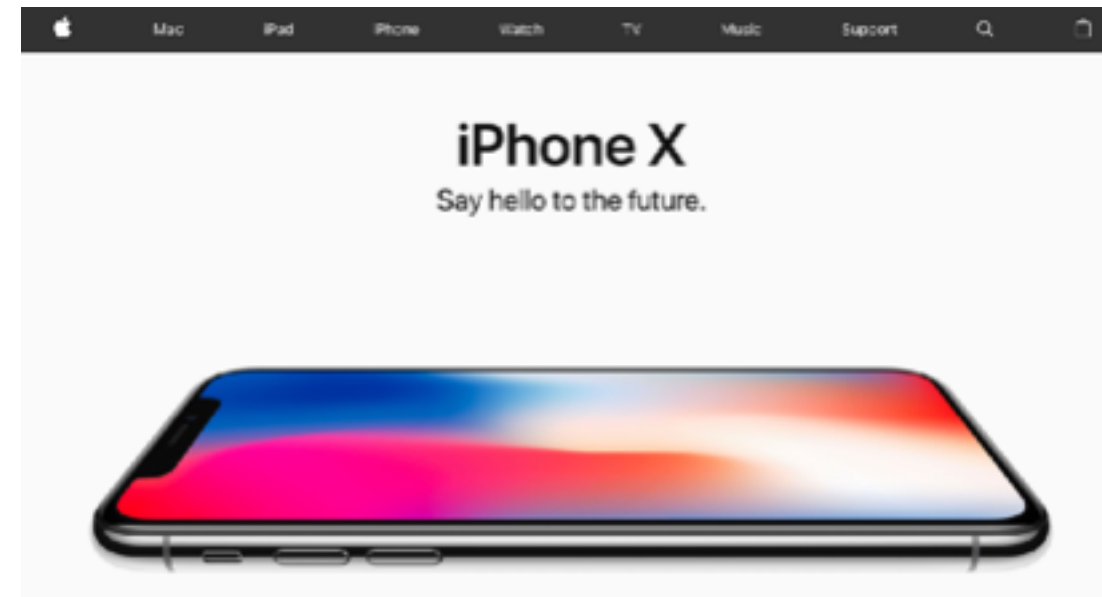 Mac iPad iPhone Watch TV Music Support
iPhone X
Say hello to the future.